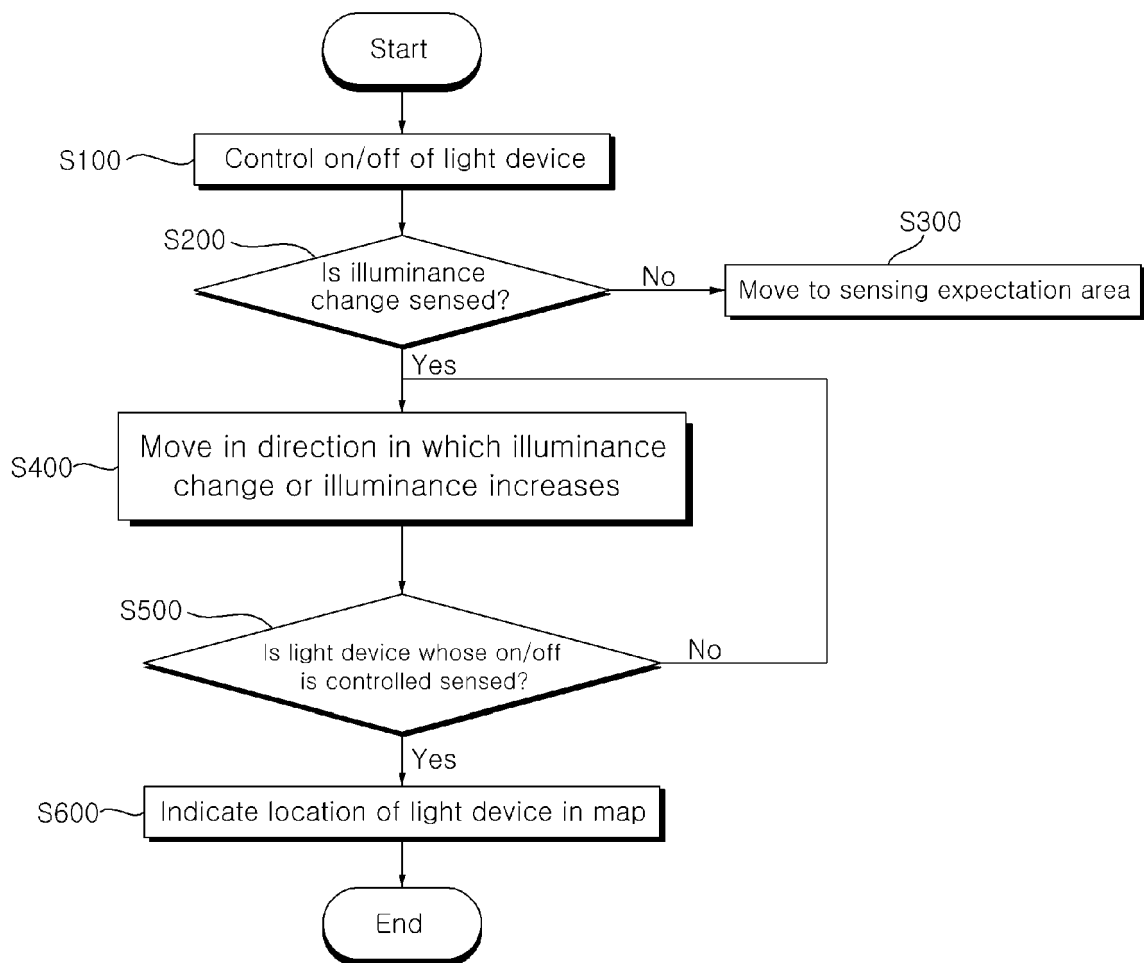 Start
S100
Control on/off of light device
S200
Is illuminance
change sensed?
No
S300
Move to sensing expectation area
Yes
S400
Move in direction in which illuminance
change or illuminance increases
S500
Is light device whose on/off
is controlled sensed?
No
Yes
S600
Indicate location of light device in map
End